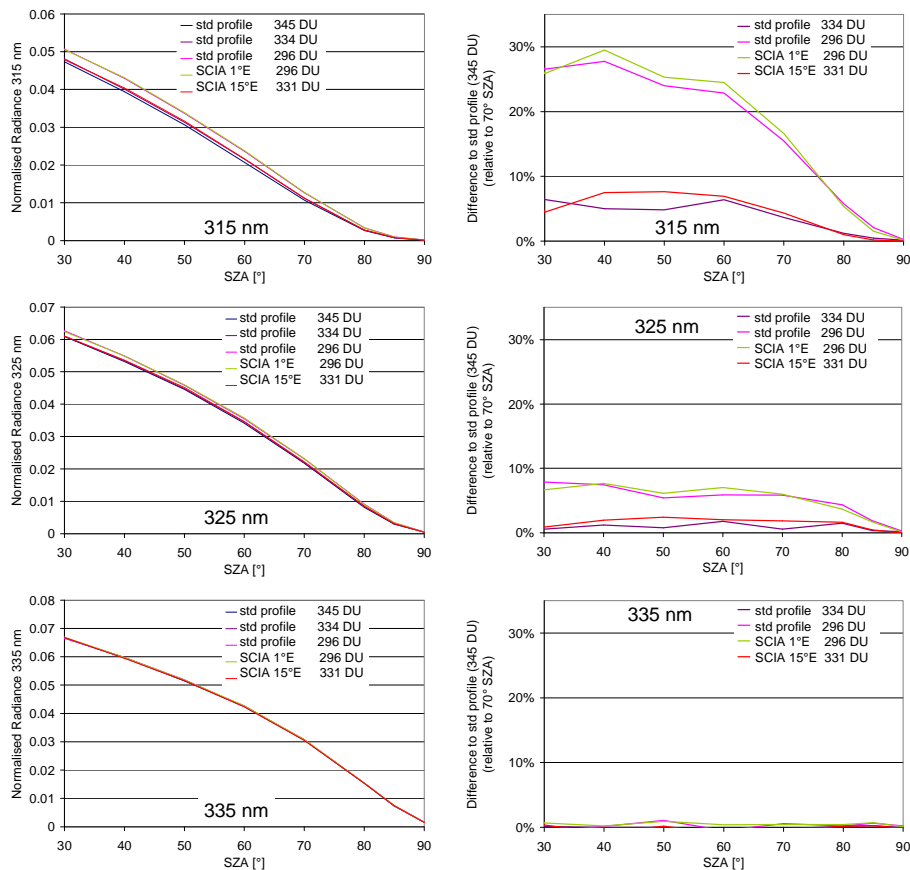 Normalised Radiance 315 nm
0.06
0.05
0.04
0.03
0.02
0.01
0
std profile 345 DU
std profile 334 DU
std profile 296 DU
SCIA 1°E 296 DU
SCIA 15°E 331 DU
315 nm
30 40 50 60 70 80 90
SZA [°]
Difference to std profile (345 DU)
(relative to 70° SZA)
30%
20%
10%
0%
std profile 334 DU
std profile 296 DU
SCIA 1°E 296 DU
SCIA 15°E 331 DU
315 nm
30 40 50 60 70 80 90
SZA [°]
Normalised Radiance 325 nm
0.07
0.06
0.05
0.04
0.03
0.02
0.01
0
std profile 345 DU
std profile 334 DU
std profile 296 DU
SCIA 1°E 296 DU
SCIA 15°E 331 DU
325 nm
30 40 50 60 70 80 90
SZA [°]
Difference to std profile (345 DU)
(relative to 70° SZA)
30%
20%
10%
0%
325 nm
std profile 334 DU
std profile 296 DU
SCIA 1°E 296 DU
SCIA 15°E 331 DU
30 40 50 60 70 80 90
SZA [°]
Normalised Radiance 335 nm
0.08
0.07
0.06
0.05
0.04
0.03
0.02
0.01
0
std profile 345 DU
std profile 334 DU
std profile 296 DU
SCIA 1°E 296 DU
SCIA 15°E 331 DU
335 nm
30 40 50 60 70 80 90
SZA [°]
Difference to std profile (345 DU)
(relative to 70° SZA)
30%
20%
10%
0%
335 nm
std profile 334 DU
std profile 296 DU
SCIA 1°E 296 DU
SCIA 15°E 331 DU
30 40 50 60 70 80 90
SZA [°]